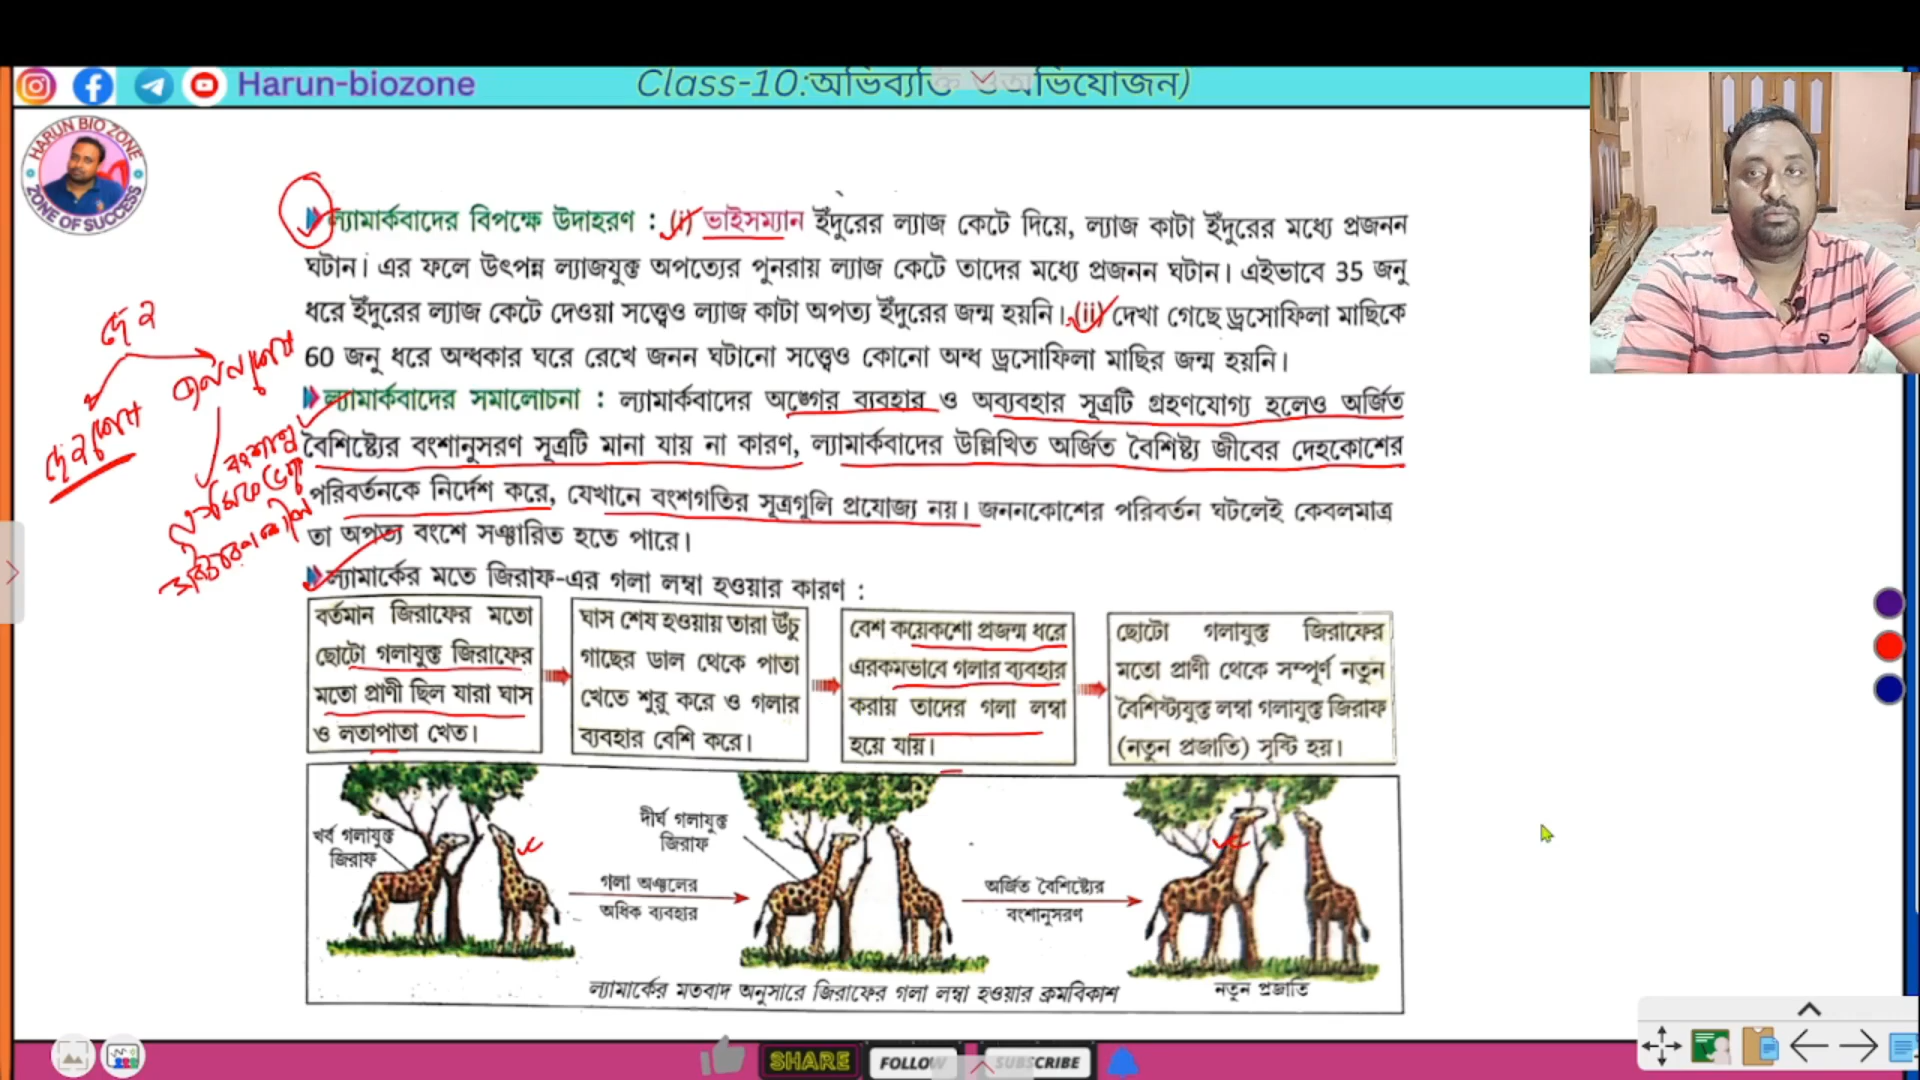 Harun-biozone
Class-10:অভিব্যক্তি ও অভিযোজন)
HARUN BIO ZONE
ZONE OF SUCCESS
ল্যামার্কবাদের বিপক্ষে উদাহরণ : (i) ভাইসম্যান ইঁদুরের ল্যাজ কেটে দিয়ে, ল্যাজ কাটা ইঁদুরের মধ্যে প্রজনন
ঘটান। এর ফলে উৎপন্ন ল্যাজযুক্ত অপত্যের পুনরায় ল্যাজ কেটে তাদের মধ্যে প্রজনন ঘটান। এইভাবে 35 জনু
ধরে ইঁদুরের ল্যাজ কেটে দেওয়া সত্ত্বেও ল্যাজ কাটা অপত্য ইঁদুরের জন্ম হয়নি। (ii) দেখা গেছে ড্রসোফিলা মাছিকে
60 জনু ধরে অন্ধকার ঘরে রেখে জনন ঘটানো সত্ত্বেও কোনো অন্ধ ড্রসোফিলা মাছির জন্ম হয়নি।
ল্যামার্কবাদের সমালোচনা : ল্যামার্কবাদের অঙ্গের ব্যবহার ও অব্যবহার সূত্রটি গ্রহণযোগ্য হলেও অর্জিত
বৈশিষ্ট্যের বংশানুসরণ সূত্রটি মানা যায় না কারণ, ল্যামার্কবাদের উল্লিখিত অর্জিত বৈশিষ্ট্য জীবের দেহকোশের
পরিবর্তনকে নির্দেশ করে, যেখানে বংশগতির সূত্রগুলি প্রযোজ্য নয়। জননকোশের পরিবর্তন ঘটলেই কেবলমাত্র
তা অপত্য বংশে সঞ্চারিত হতে পারে।
ল্যামার্কের মতে জিরাফ-এর গলা লম্বা হওয়ার কারণ :
বর্তমান জিরাফের মতো
ছোটো গলাযুক্ত জিরাফের
মতো প্রাণী ছিল যারা ঘাস
ও লতাপাতা খেত।
ঘাস শেষ হওয়ায় তারা উঁচু
গাছের ডাল থেকে পাতা
খেতে শুরু করে ও গলার
ব্যবহার বেশি করে।
বেশ কয়েকশো প্রজন্ম ধরে
এরকমভাবে গলার ব্যবহার
করায় তাদের গলা লম্বা
হয়ে যায়।
ছোটো গলাযুক্ত জিরাফের
মতো প্রাণী থেকে সম্পূর্ণ নতুন
বৈশিষ্ট্যযুক্ত লম্বা গলাযুক্ত জিরাফ
(নতুন প্রজাতি) সৃষ্টি হয়।
খর্ব গলাযুক্ত
জিরাফ
গলা অঞ্চলের
অধিক ব্যবহার
দীর্ঘ গলাযুক্ত
জিরাফ
অর্জিত বৈশিষ্ট্যের
বংশানুসরণ
নতুন প্রজাতি
ল্যামার্কের মতবাদ অনুসারে জিরাফের গলা লম্বা হওয়ার ক্রমবিকাশ
SHARE
FOLLOW
SUBSCRIBE